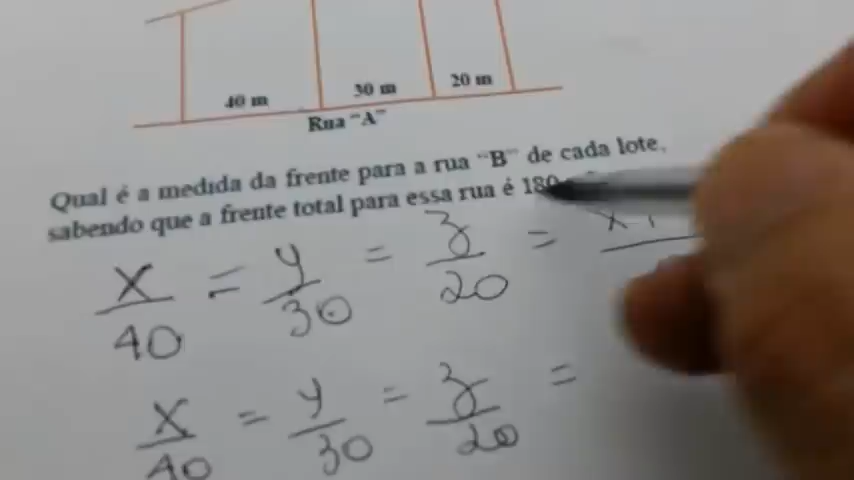 40 m 30 m 20 m
Rua "A"
Qual é a medida da frente para a rua "B" de cada lote,
sabendo que a frente total para essa rua é 180
x/40 = y/30 = z/20 =
x/40 = y/30 = z/20 =